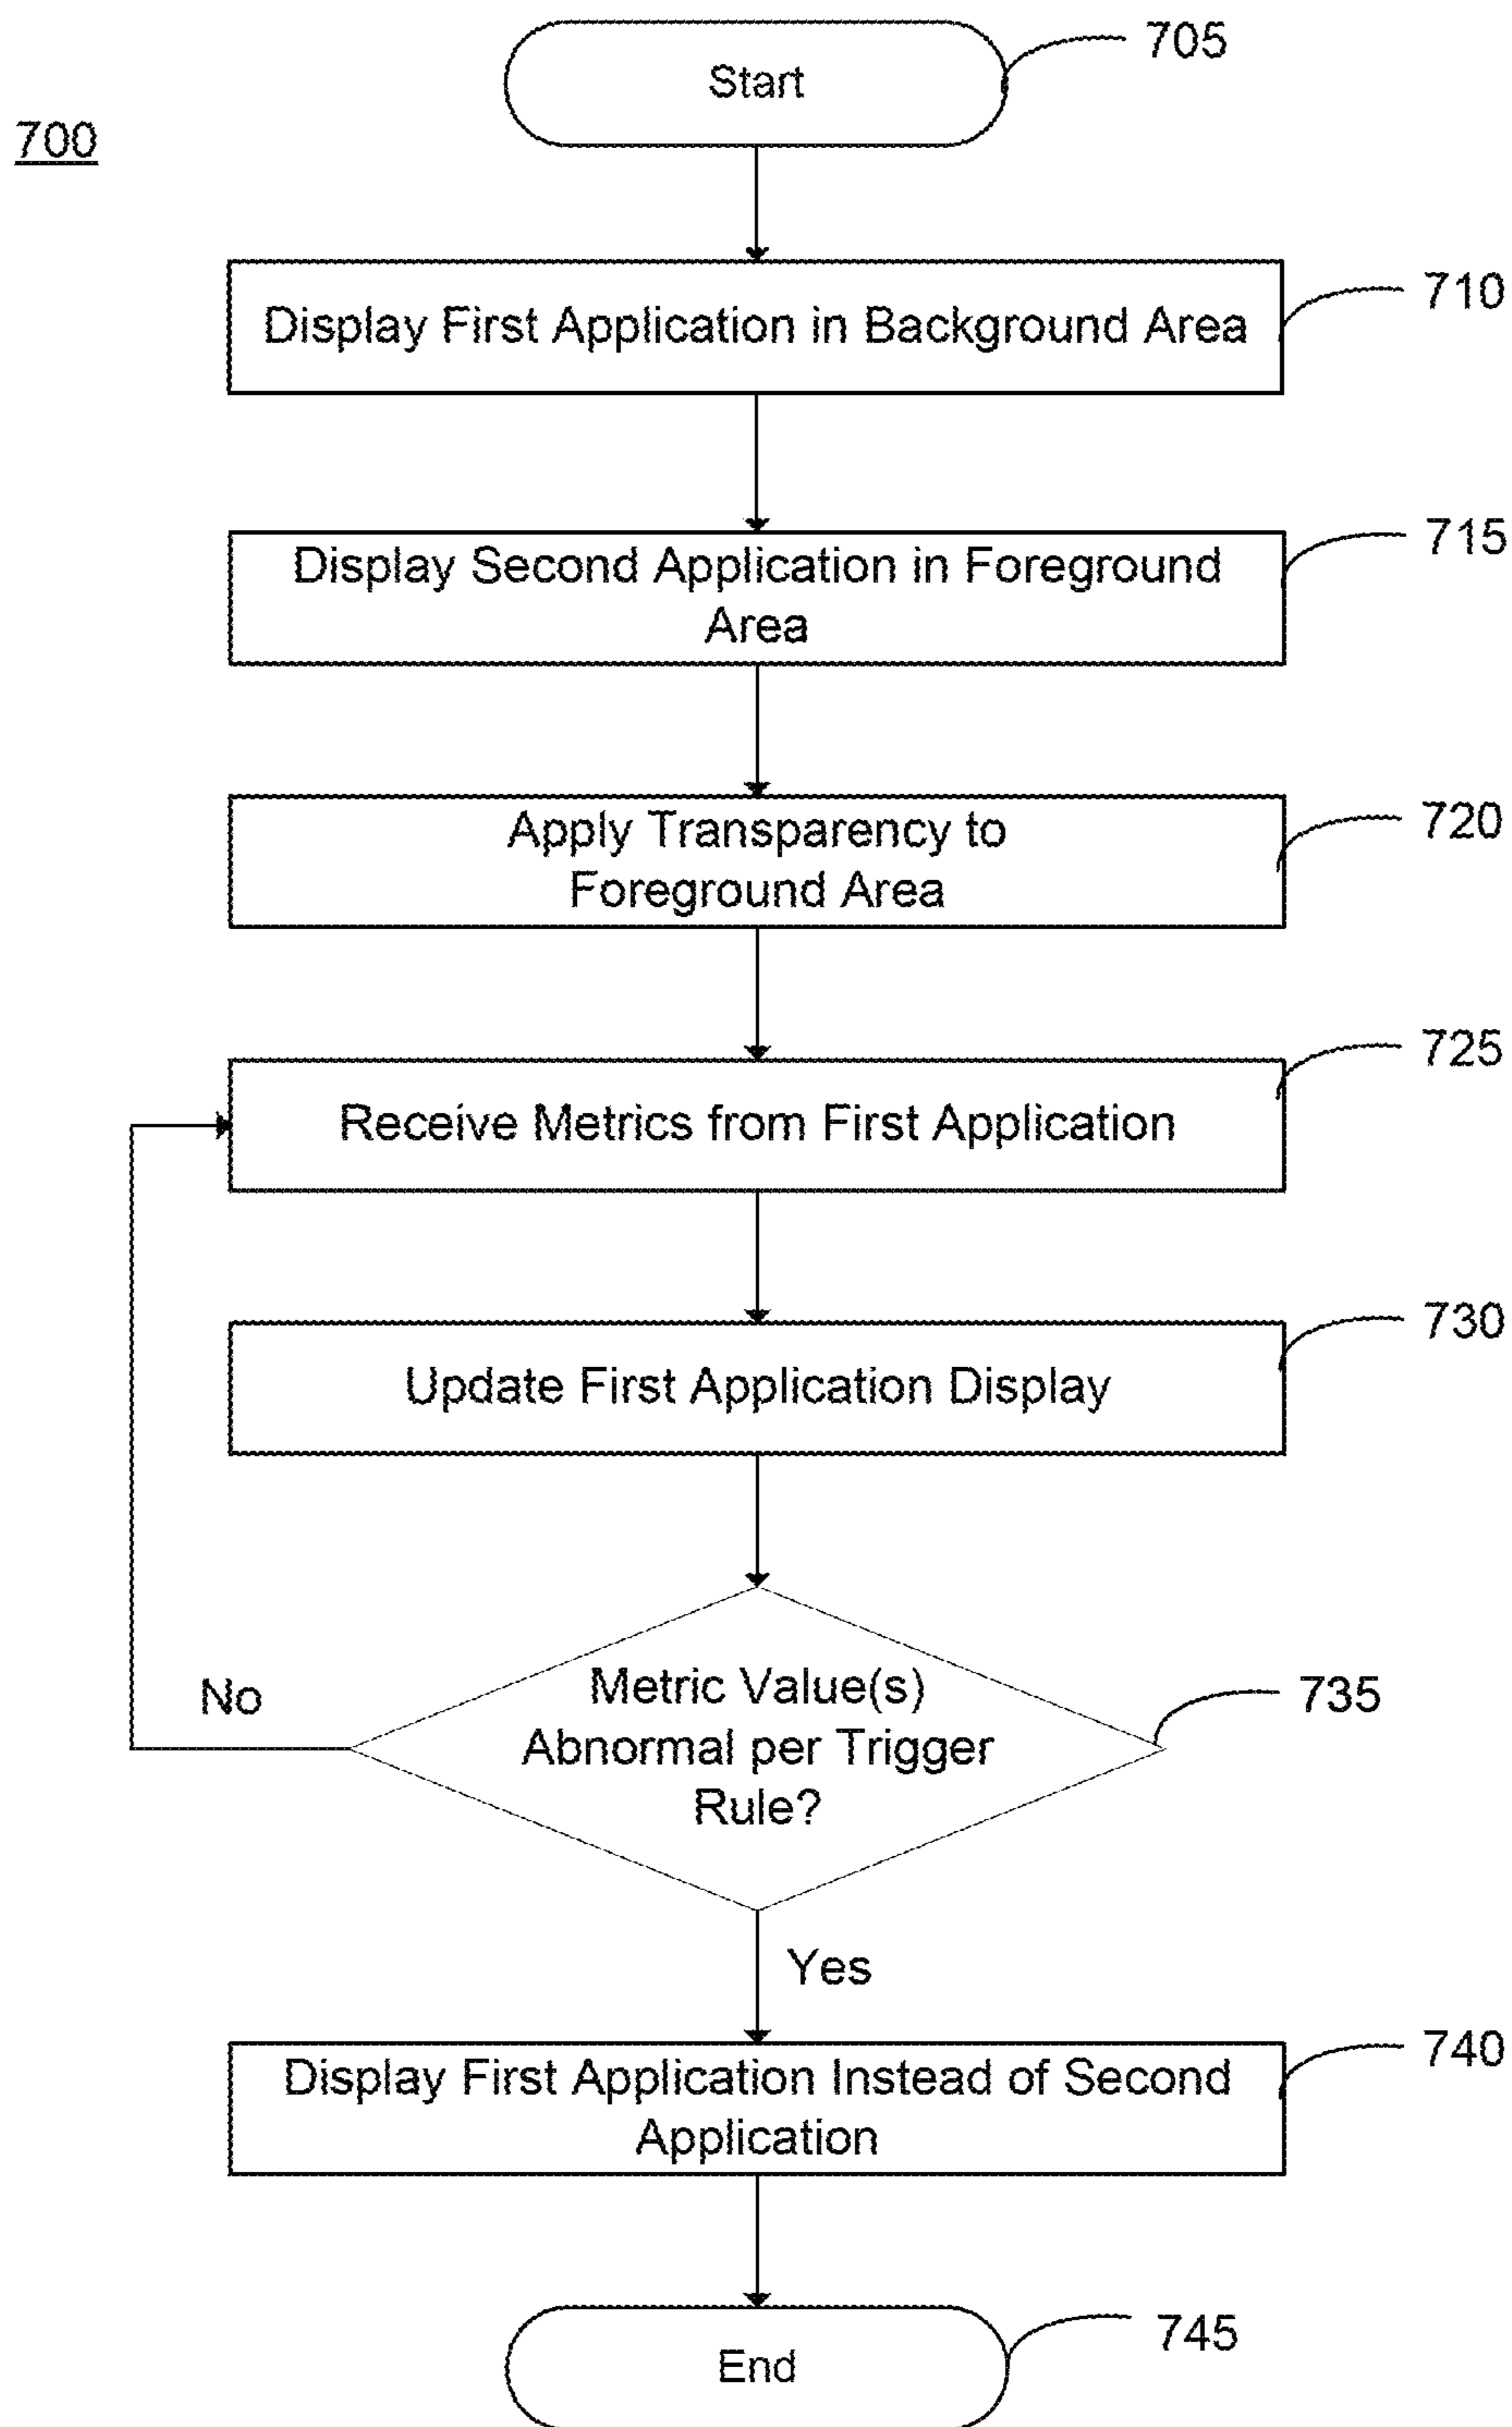 705
Start
700
710
Display First Application in Background Area
715
Display Second Application in Foreground
Area
720
Apply Transparency to
Foreground Area
725
Receive Metrics from First Application
730
Update First Application Display
No
Metric Value(s)
Abnormal per Trigger
Rule?
735
Yes
740
Display First Application Instead of Second
Application
745
End